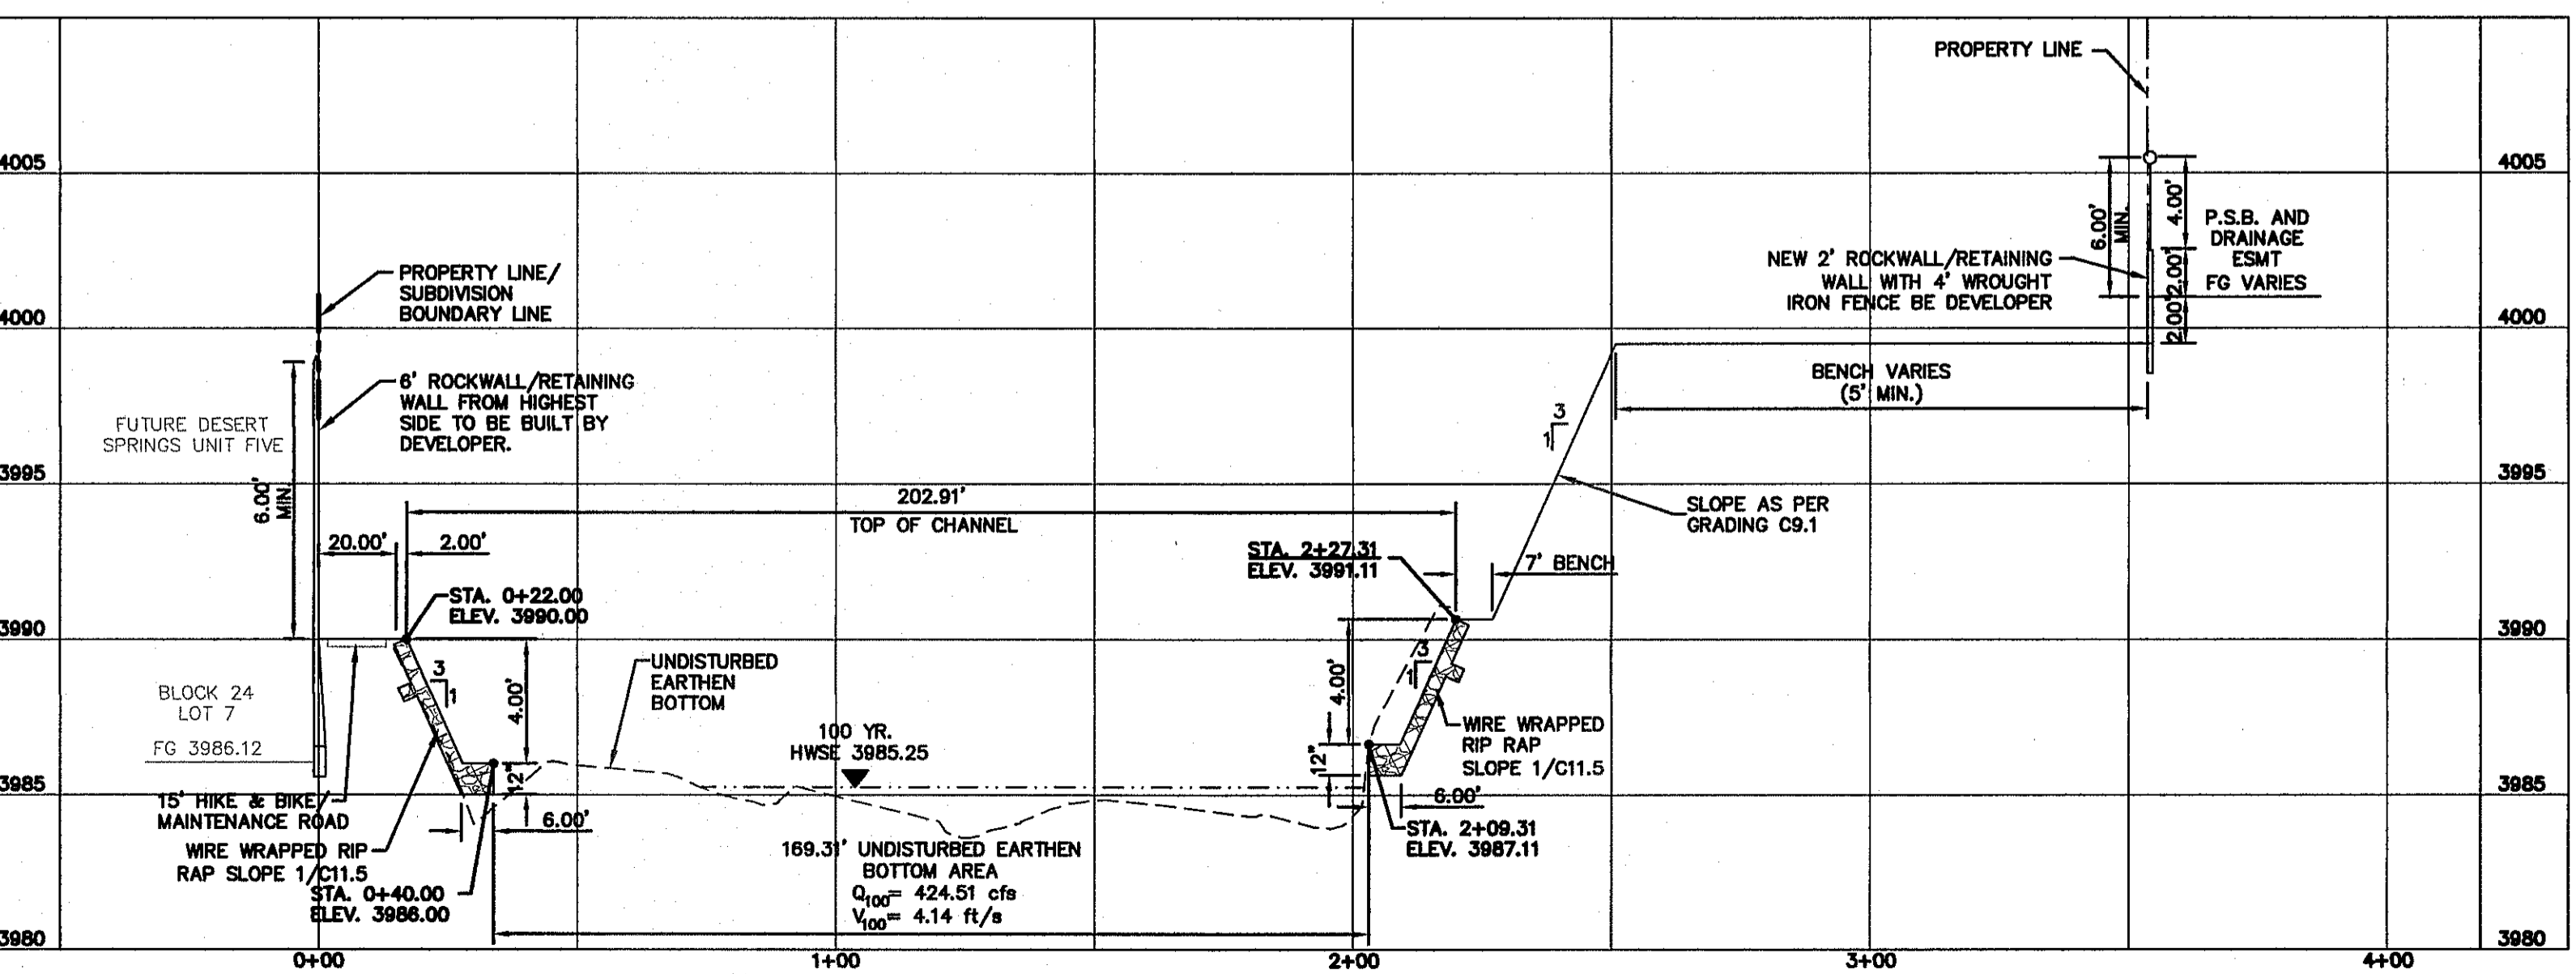 PROPERTY LINE
4005
4005
6.00'
MIN.
4.00'
2.00'
2.00'
P.S.B. AND
DRAINAGE
ESMT
FG VARIES
NEW 2' ROCKWALL/RETAINING
WALL WITH 4' WROUGHT
IRON FENCE BE DEVELOPER
PROPERTY LINE/
SUBDIVISION
BOUNDARY LINE
4000
4000
6' ROCKWALL/RETAINING
WALL FROM HIGHEST
SIDE TO BE BUILT BY
DEVELOPER.
FUTURE DESERT
SPRINGS UNIT FIVE
BENCH VARIES
(5' MIN.)
3
1
3995
3995
6.00'
MIN.
202.91'
TOP OF CHANNEL
SLOPE AS PER
GRADING C9.1
20.00'
2.00'
STA. 2+27.31
ELEV. 3991.11
7' BENCH
STA. 0+22.00
ELEV. 3990.00
3990
3990
3
1
4.00'
UNDISTURBED
EARTHEN
BOTTOM
4.00'
3
1
BLOCK 24
LOT 7
FG 3986.12
100 YR.
HWSE 3985.25
WIRE WRAPPED
RIP RAP
SLOPE 1/C11.5
12"
12"
3985
3985
15' HIKE & BIKE/
MAINTENANCE ROAD
6.00'
6.00'
WIRE WRAPPED RIP
RAP SLOPE 1/C11.5
STA. 0+40.00
ELEV. 3986.00
169.31' UNDISTURBED EARTHEN
BOTTOM AREA
Q100= 424.51 cfs
V100= 4.14 ft/s
STA. 2+09.31
ELEV. 3987.11
3980
3980
0+00
1+00
2+00
3+00
4+00